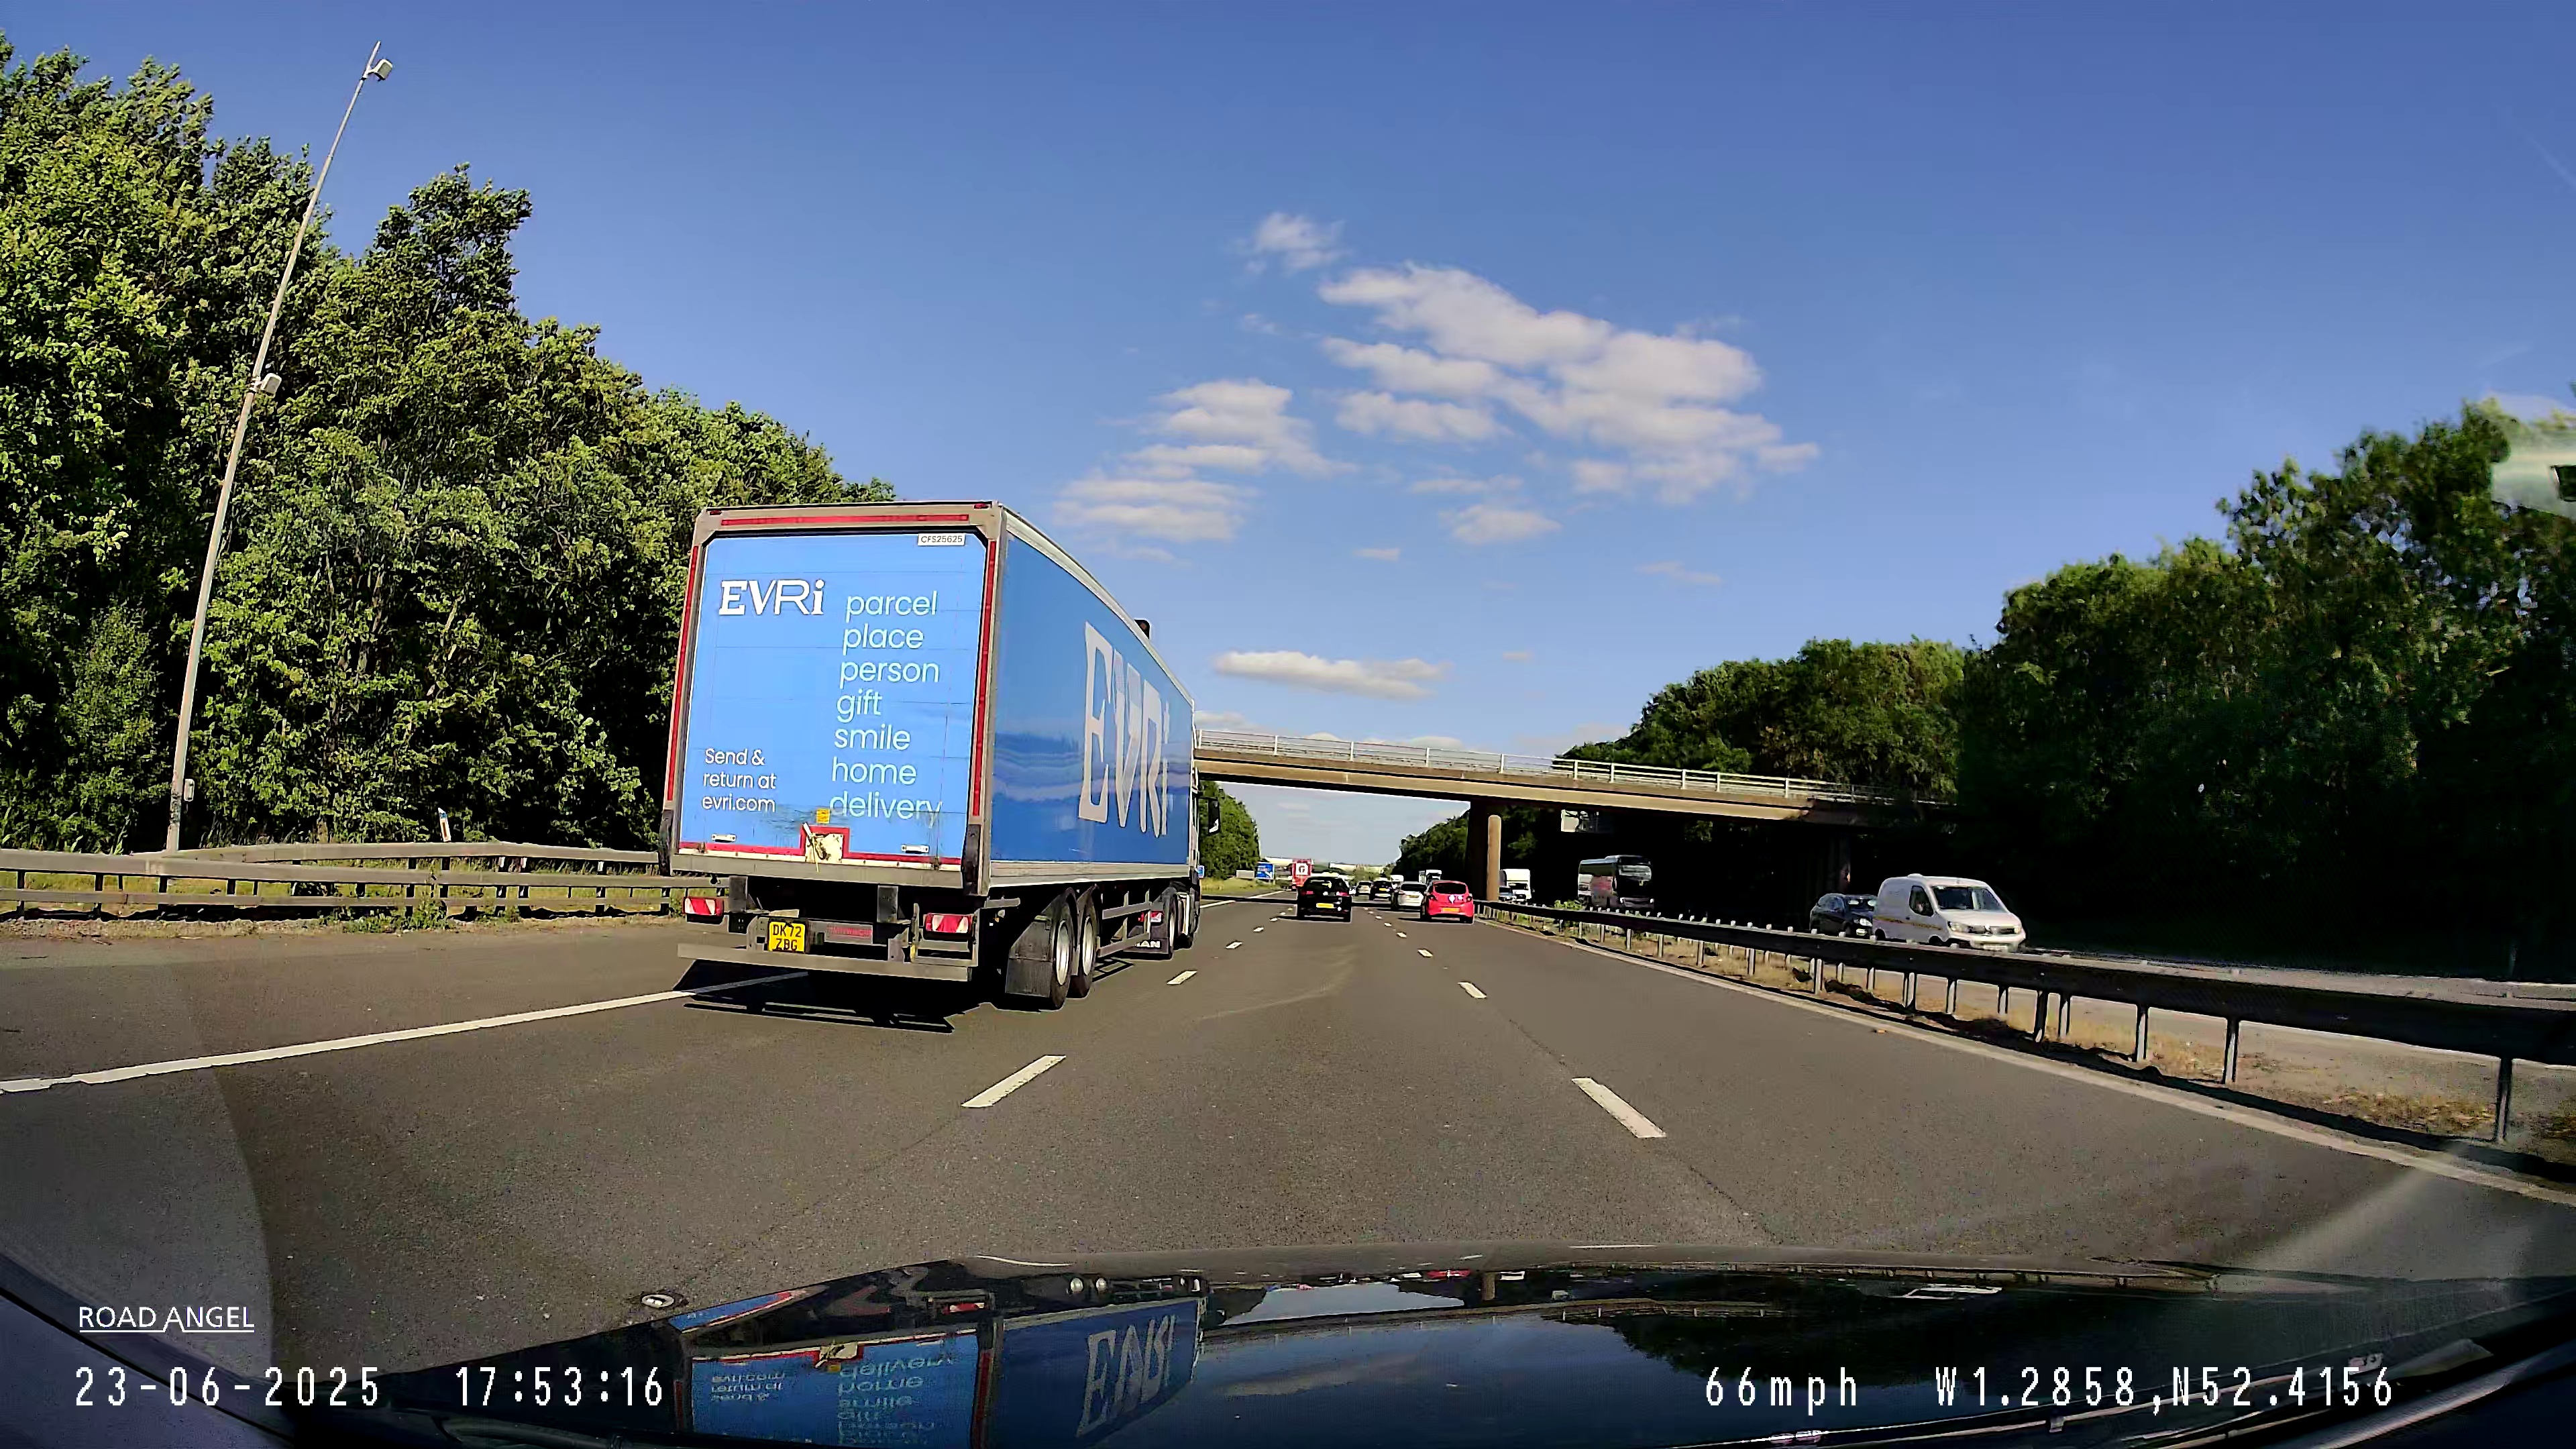 CFS25625
EVRi
parcel
place
person
gift
smile
home
delivery
Send &
return at
evri.com
EVRi
DK72
ZBG
ROAD ANGEL
23-06-2025 17:53:16
66mph W1.2858,N52.4156